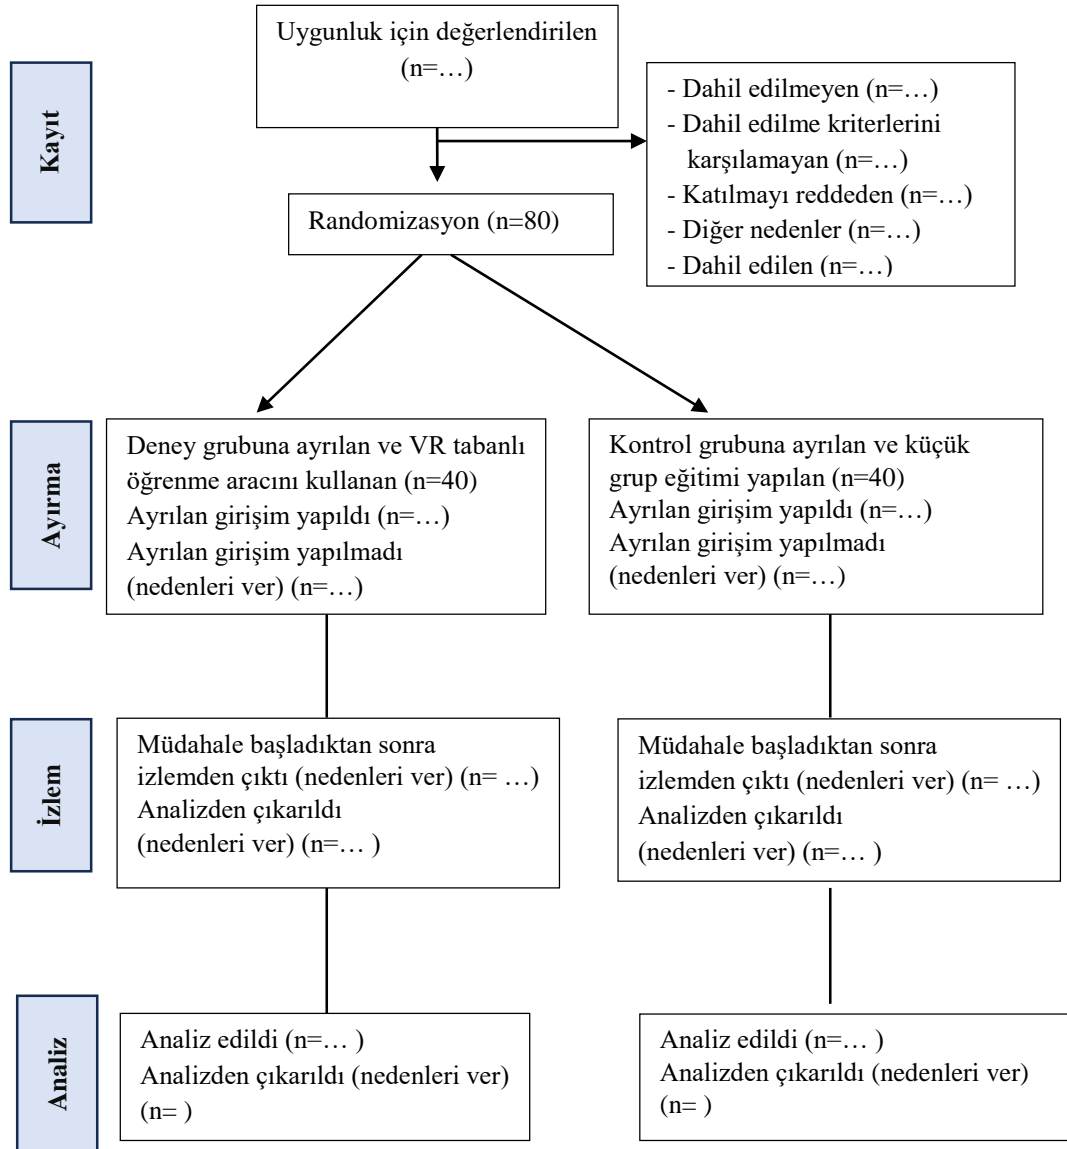 Uygunluk için değerlendirilen
(n=…)
Kayıt
- Dahil edilmeyen (n=…)
- Dahil edilme kriterlerini
karşılamayan (n=…)
- Katılmayı reddeden (n=…)
- Diğer nedenler (n=…)
- Dahil edilen (n=…)
Randomizasyon (n=80)
Ayırma
Deney grubuna ayrılan ve VR tabanlı
öğrenme aracını kullanan (n=40)
Ayrılan girişim yapıldı (n=…)
Ayrılan girişim yapılmadı
(nedenleri ver) (n=…)
Kontrol grubuna ayrılan ve küçük
grup eğitimi yapılan (n=40)
Ayrılan girişim yapıldı (n=…)
Ayrılan girişim yapılmadı
(nedenleri ver) (n=…)
İzlem
Müdahale başladıktan sonra
izlemden çıktı (nedenleri ver) (n= …)
Analizden çıkarıldı
(nedenleri ver) (n=… )
Müdahale başladıktan sonra
izlemden çıktı (nedenleri ver) (n= …)
Analizden çıkarıldı
(nedenleri ver) (n=… )
Analiz
Analiz edildi (n=… )
Analizden çıkarıldı (nedenleri ver)
(n= )
Analiz edildi (n=… )
Analizden çıkarıldı (nedenleri ver)
(n= )